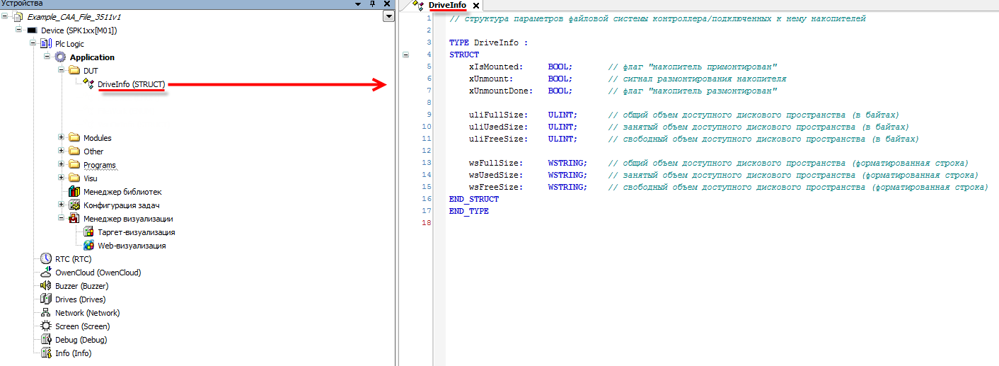 Устройства
Example_CAA_File_3511v1
Device (SPK1xx[M01])
Plc Logic
Application
DUT
DriveInfo (STRUCT)
Modules
Other
Programs
Visu
Менеджер библиотек
Конфигурация задач
Менеджер визуализации
Таргет-визуализация
Web-визуализация
RTC (RTC)
OwenCloud (OwenCloud)
Buzzer (Buzzer)
Drives (Drives)
Network (Network)
Screen (Screen)
Debug (Debug)
Info (Info)
DriveInfo
1 // структура параметров файловой системы контроллера/подключенных к нему накопителей
2
3 TYPE DriveInfo :
4 STRUCT
5 xIsMounted: BOOL; // флаг "накопитель примонтирован"
6 xUnmount: BOOL; // сигнал размонтирования накопителя
7 xUnmountDone: BOOL; // флаг "накопитель размонтирован"
8
9 uliFullSize: ULINT; // общий объем доступного дискового пространства (в байтах)
10 uliUsedSize: ULINT; // занятый объем доступного дискового пространства (в байтах)
11 uliFreeSize: ULINT; // свободный объем доступного дискового пространства (в байтах)
12
13 wsFullSize: WSTRING; // общий объем доступного дискового пространства (форматированная строка)
14 wsUsedSize: WSTRING; // занятый объем доступного дискового пространства (форматированная строка)
15 wsFreeSize: WSTRING; // свободный объем доступного дискового пространства (форматированная строка)
16 END_STRUCT
17 END_TYPE
18